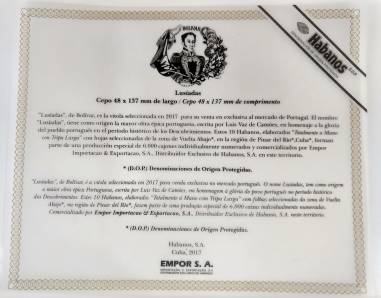 BOLIVAR
Habanos
Lusiadas
Cepo 48 x 137 mm de largo / Cepo 48 x 137 mm de comprimento
"Lusiadas", de Bolívar, es la vitola seleccionada en 2017 para su venta en exclusiva al mercado de Portugal. El nombre
"Lusiadas", tiene como origen la mayor obra épica portuguesa, escrita por Luis Vaz de Camões, en homenaje a la gloria
del pueblo portugués en el período histórico de los Descubrimientos. Estos 10 Habanos, elaborados "Totalmente a Mano
con Tripa Larga" con hojas seleccionadas de la zona de Vuelta Abajo*, en la región de Pinar del Río*,Cuba*, forman
parte de una producción especial de 6.000 cajones individualmente numerados y comercializados por Empor
Importacao & Exportacao, S.A., Distribuidor Exclusivo de Habanos, S.A. en este territorio.
* (D.O.P.) Denominaciones de Origen Protegidas.
"Lusiadas", de Bolívar, é a vitola seleccionada em 2017 para venda exclusiva ao mercado português. O nome Lusiadas, tem como origem
a maior obra épica Portuguesa, escrita por Luis Vaz de Camões, em homenagem á glória do povo português no período histórico
dos Descobrimentos. Estes 10 Habanos, elaborados "Totalmente a Mano con Tripa Larga" com folhas selecionadas da zona de Vuelta
Abajo*, na região de Pinar del Río*, fazem parte de uma produção especial de 6.000 caixas individualmente numeradas.
Comercializado por Empor Importacao & Exportacao, S.A., Distribuidor Exclusivo de Habanos, S.A. neste território.
* (D.O.P.) Denominaciones de Origen Protegidas.
Habanos, S.A.
Cuba, 2017
EMPOR S. A.